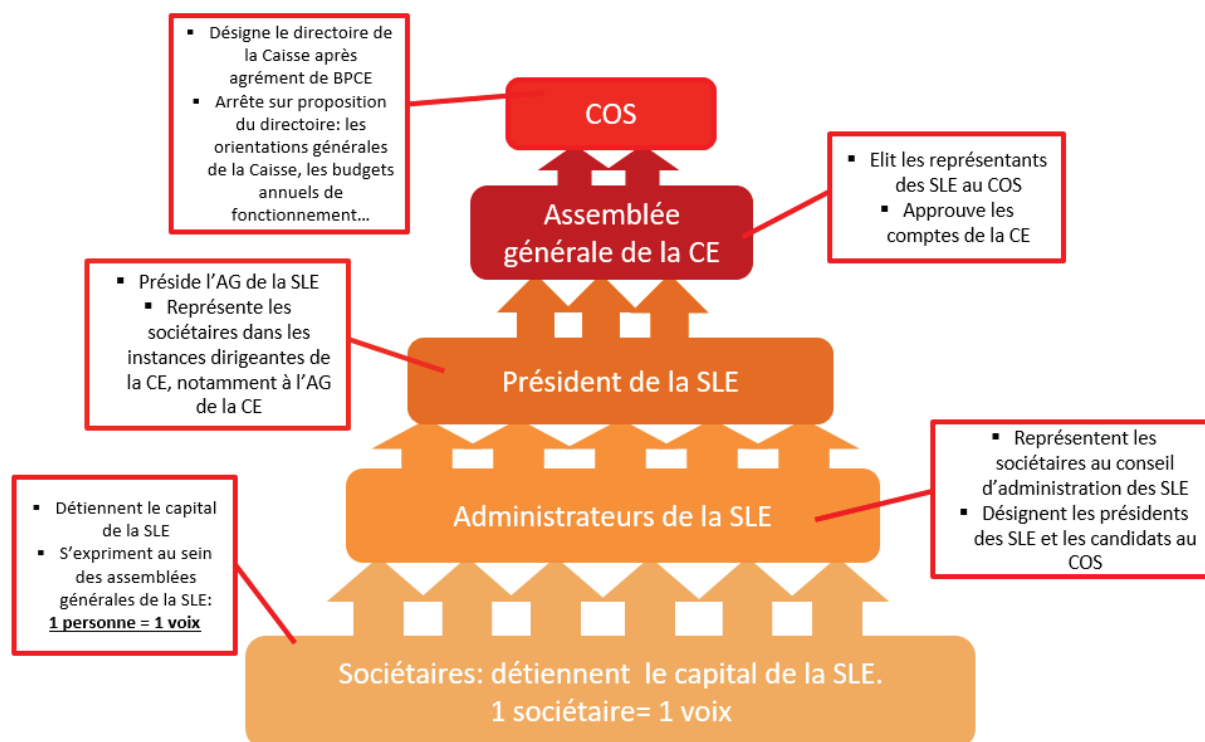 ▪ Désigne le directoire de
la Caisse après
agrément de BPCE
▪ Arrête sur proposition
du directoire: les
orientations générales
de la Caisse, les budgets
annuels de
fonctionnement…
COS
▪ Elit les représentants
des SLE au COS
▪ Approuve les
comptes de la CE
Assemblée
générale de la CE
▪ Préside l’AG de la SLE
▪ Représente les
sociétaires dans les
instances dirigeantes de
la CE, notamment à l’AG
de la CE
Président de la SLE
▪ Représentent les
sociétaires au conseil
d’administration des SLE
▪ Désignent les présidents
des SLE et les candidats au
COS
Administrateurs de la SLE
▪ Détiennent le capital
de la SLE
▪ S’expriment au sein
des assemblées
générales de la SLE:
1 personne = 1 voix
Sociétaires: détiennent le capital de la SLE.
1 sociétaire= 1 voix